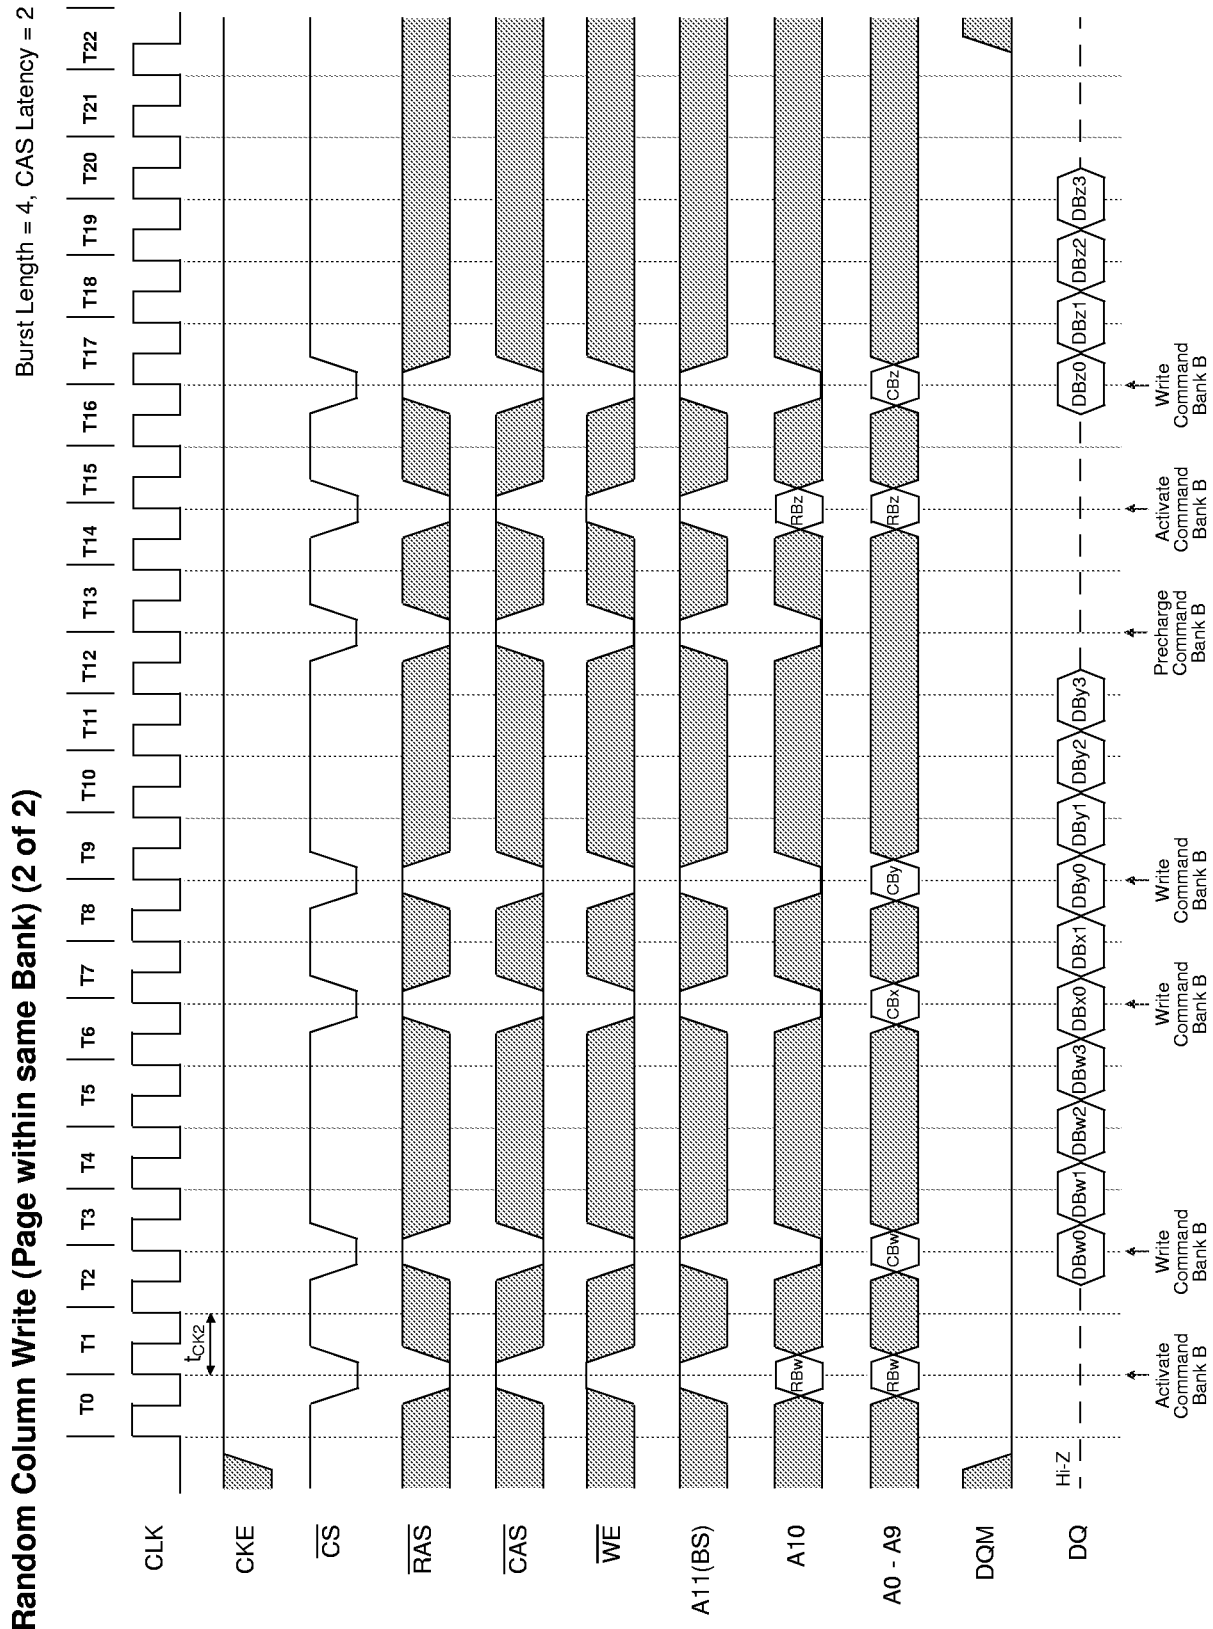 Random Column Write (Page within same Bank) (2 of 2)
Burst Length = 4, CAS Latency = 2
T0 T1 T2 T3 T4 T5 T6 T7 T8 T9 T10 T11 T12 T13 T14 T15 T16 T17 T18 T19 T20 T21 T22
CLK
tCK2
CKE
CS
RAS
CAS
WE
A11(BS)
A10 RBw RBz
A0 - A9 RBw CBw CBx CBy RBz CBz
DQM
DQ Hi-Z DBw0 DBw1 DBw2 DBw3 DBx0 DBx1 DBy0 DBy1 DBy2 DBy3 DBz0 DBz1 DBz2 DBz3
Activate
Command
Bank B
Write
Command
Bank B
Write
Command
Bank B
Write
Command
Bank B
Precharge
Command
Bank B
Activate
Command
Bank B
Write
Command
Bank B